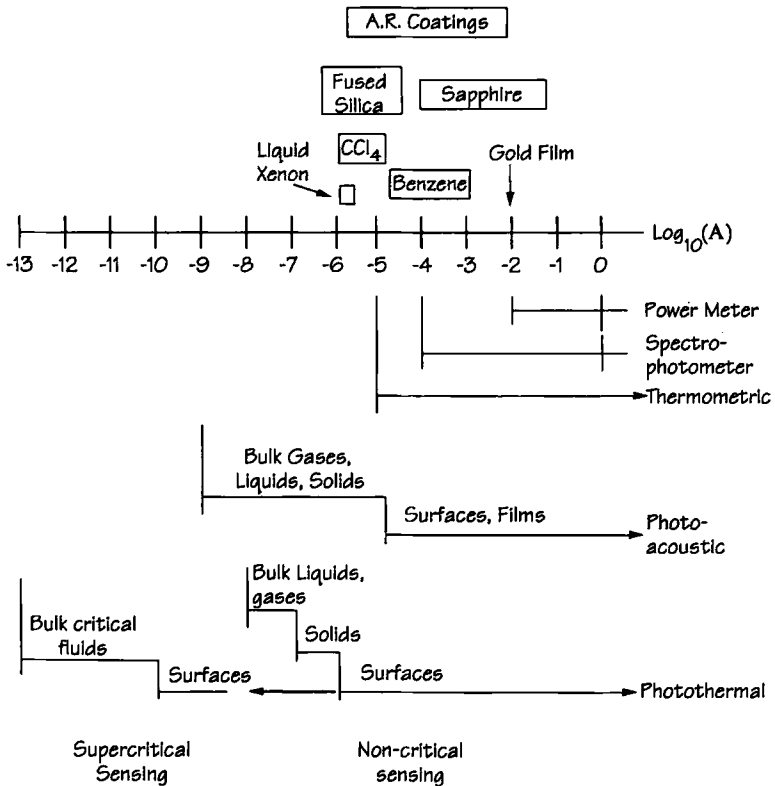 A.R. Coatings
Fused
Silica
Sapphire
CCl4
Liquid
Xenon
Gold Film
Benzene
Log10(A)
-13 -12 -11 -10 -9 -8 -7 -6 -5 -4 -3 -2 -1 0
Power Meter
Spectro-
photometer
Thermometric
Bulk Gases,
Liquids, Solids
Surfaces, Films
Photo-
acoustic
Bulk Liquids,
gases
Bulk critical
fluids
Solids
Surfaces
Surfaces
Photothermal
Supercritical
Sensing
Non-critical
sensing